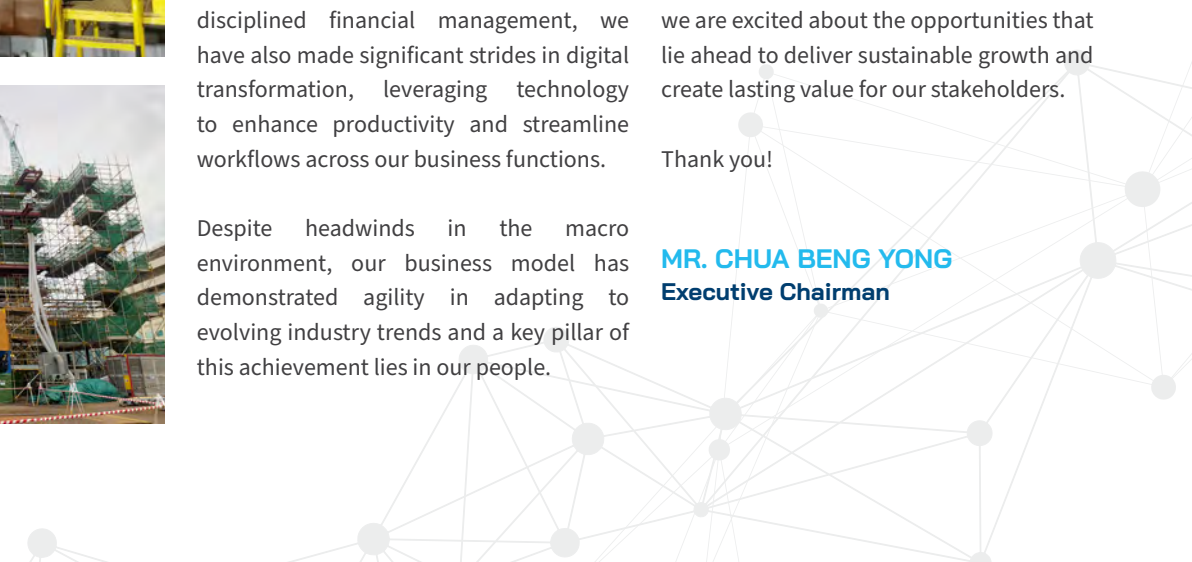 disciplined financial management, we
have also made significant strides in digital
transformation, leveraging technology
to enhance productivity and streamline
workflows across our business functions.
Despite headwinds in the macro
environment, our business model has
demonstrated agility in adapting to
evolving industry trends and a key pillar of
this achievement lies in our people.
we are excited about the opportunities that
lie ahead to deliver sustainable growth and
create lasting value for our stakeholders.
Thank you!
MR. CHUA BENG YONG
Executive Chairman